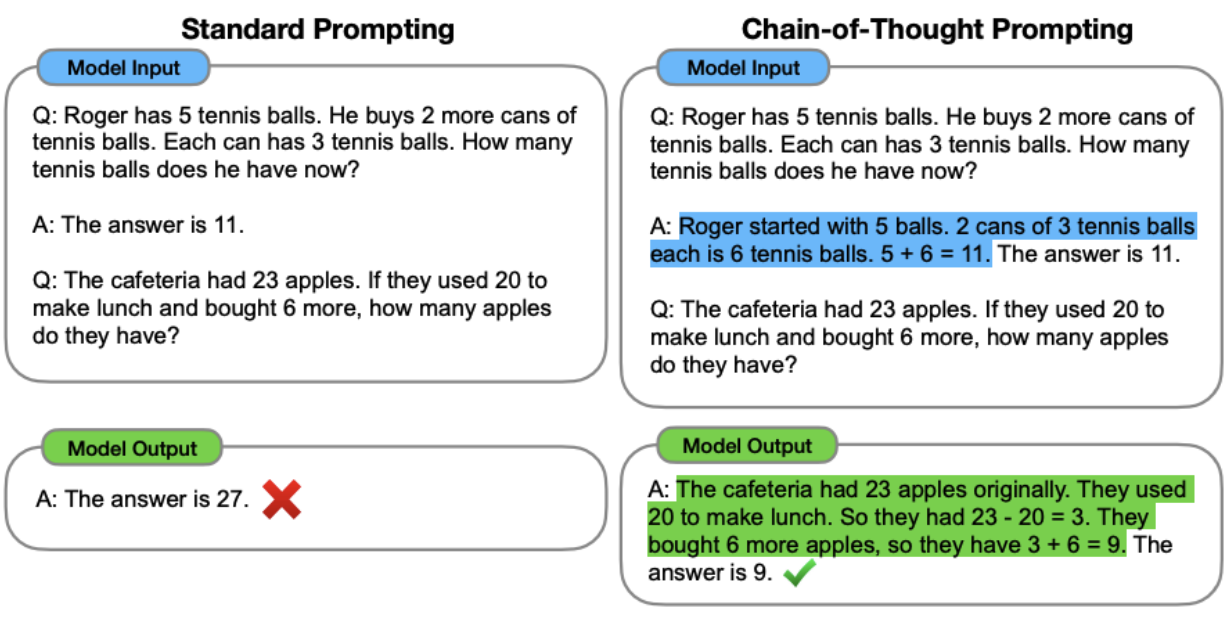 Standard Prompting
Model Input
Q: Roger has 5 tennis balls. He buys 2 more cans of
tennis balls. Each can has 3 tennis balls. How many
tennis balls does he have now?
A: The answer is 11.
Q: The cafeteria had 23 apples. If they used 20 to
make lunch and bought 6 more, how many apples
do they have?
Model Output
A: The answer is 27.
Chain-of-Thought Prompting
Model Input
Q: Roger has 5 tennis balls. He buys 2 more cans of
tennis balls. Each can has 3 tennis balls. How many
tennis balls does he have now?
A: Roger started with 5 balls. 2 cans of 3 tennis balls
each is 6 tennis balls. 5 + 6 = 11. The answer is 11.
Q: The cafeteria had 23 apples. If they used 20 to
make lunch and bought 6 more, how many apples
do they have?
Model Output
A: The cafeteria had 23 apples originally. They used
20 to make lunch. So they had 23 - 20 = 3. They
bought 6 more apples, so they have 3 + 6 = 9. The
answer is 9.